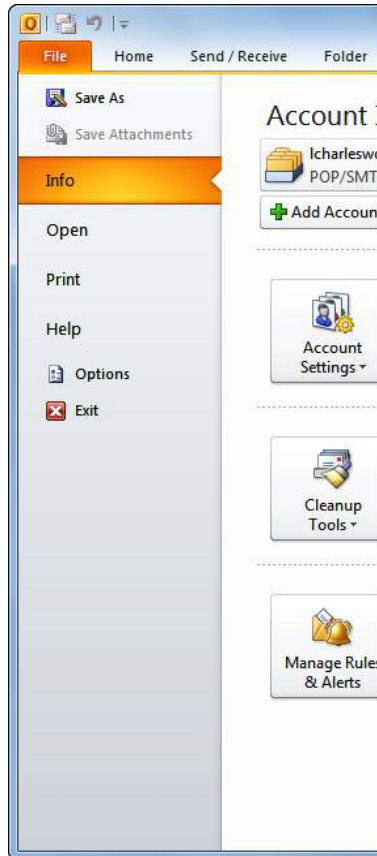 File Home Send / Receive Folder
Save As
Save Attachments
Info
Open
Print
Help
Options
Exit
Account
POP/SMT
Add Accoun
Account
Settings
Cleanup
Tools
Manage Rules
& Alerts